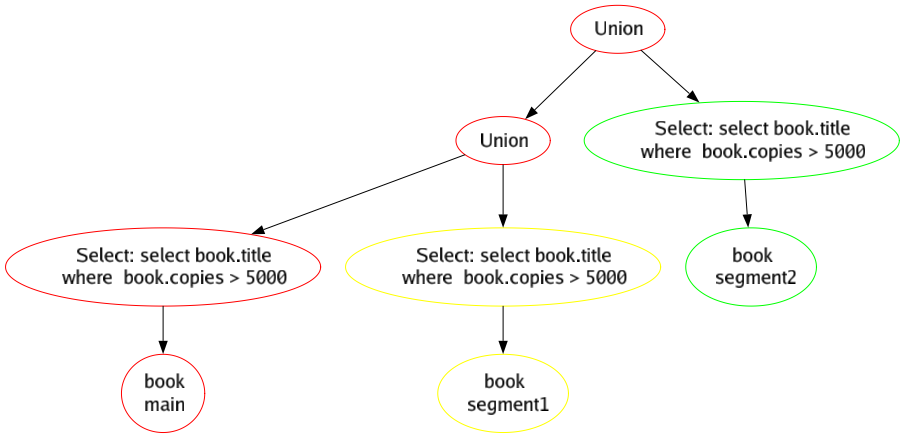 Union
Union
Select: select book.title
where  book.copies > 5000
Select: select book.title
where  book.copies > 5000
Select: select book.title
where  book.copies > 5000
book
segment2
book
main
book
segment1